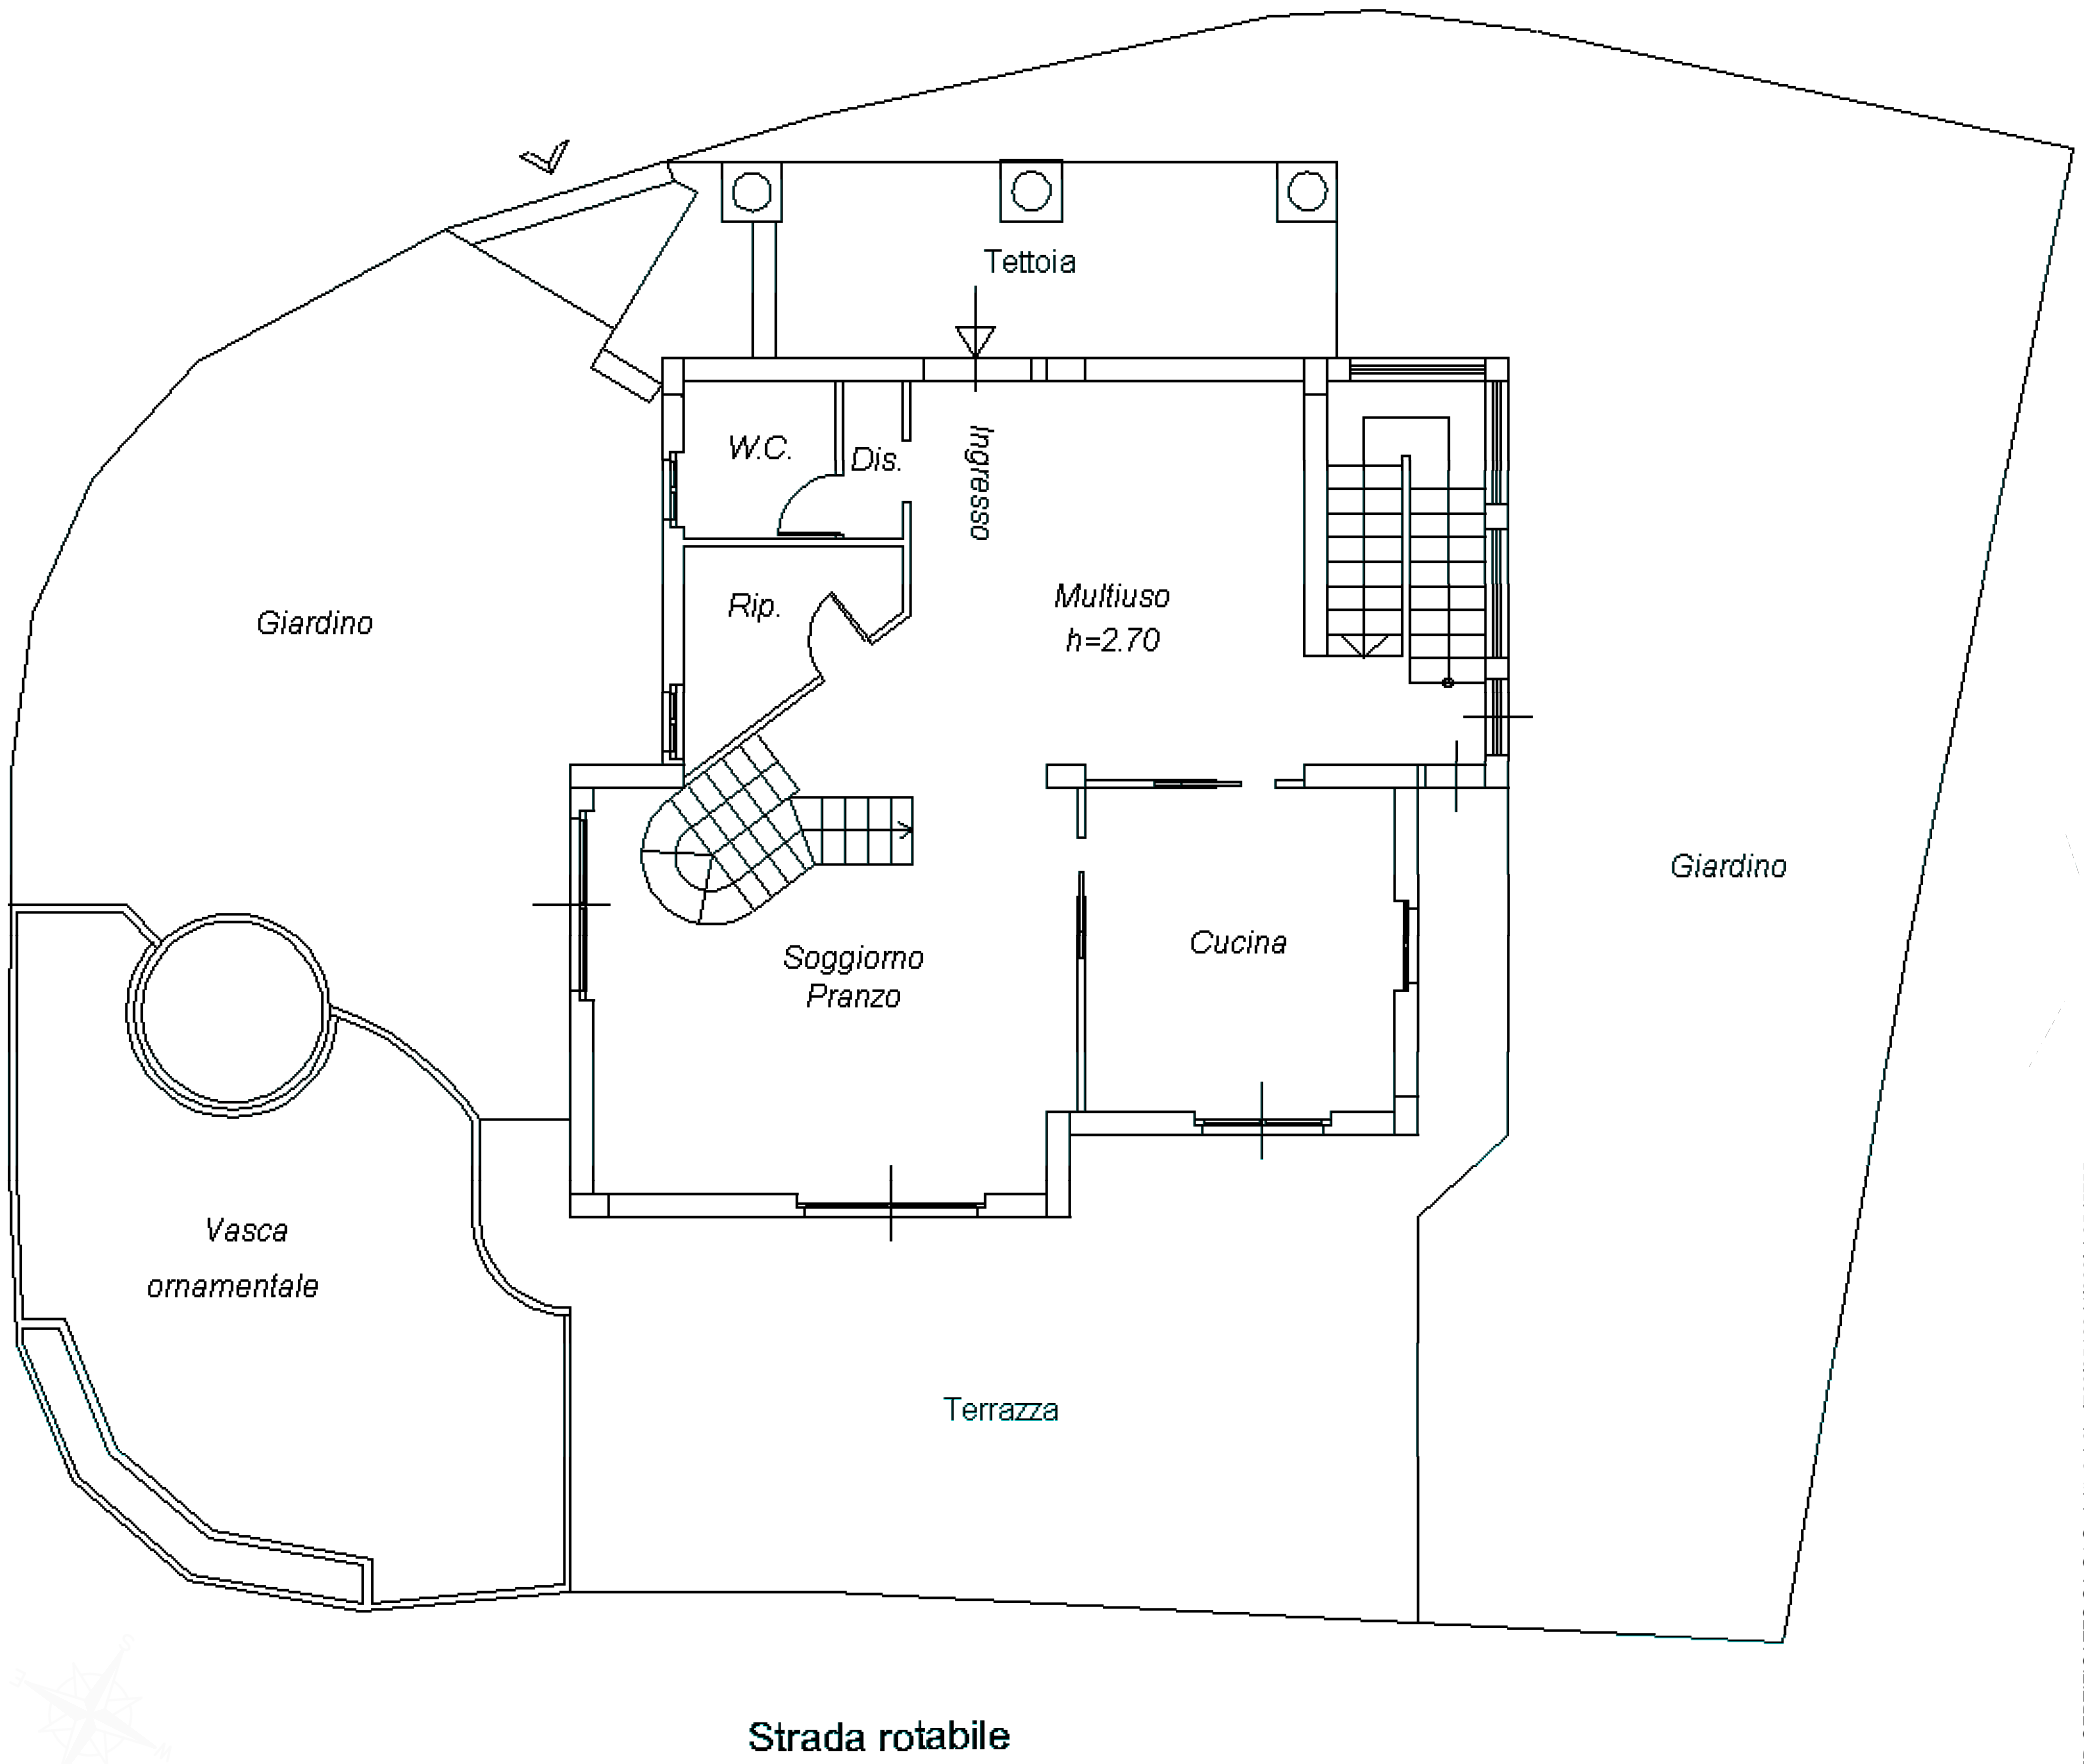 Tettoia
W.C.
Dis.
Ingresso
Rip.
Multiuso
h=2.70
Giardino
Giardino
Cucina
Soggiorno
Pranzo
Vasca
ornamentale
Terrazza
S
E
W
Strada rotabile